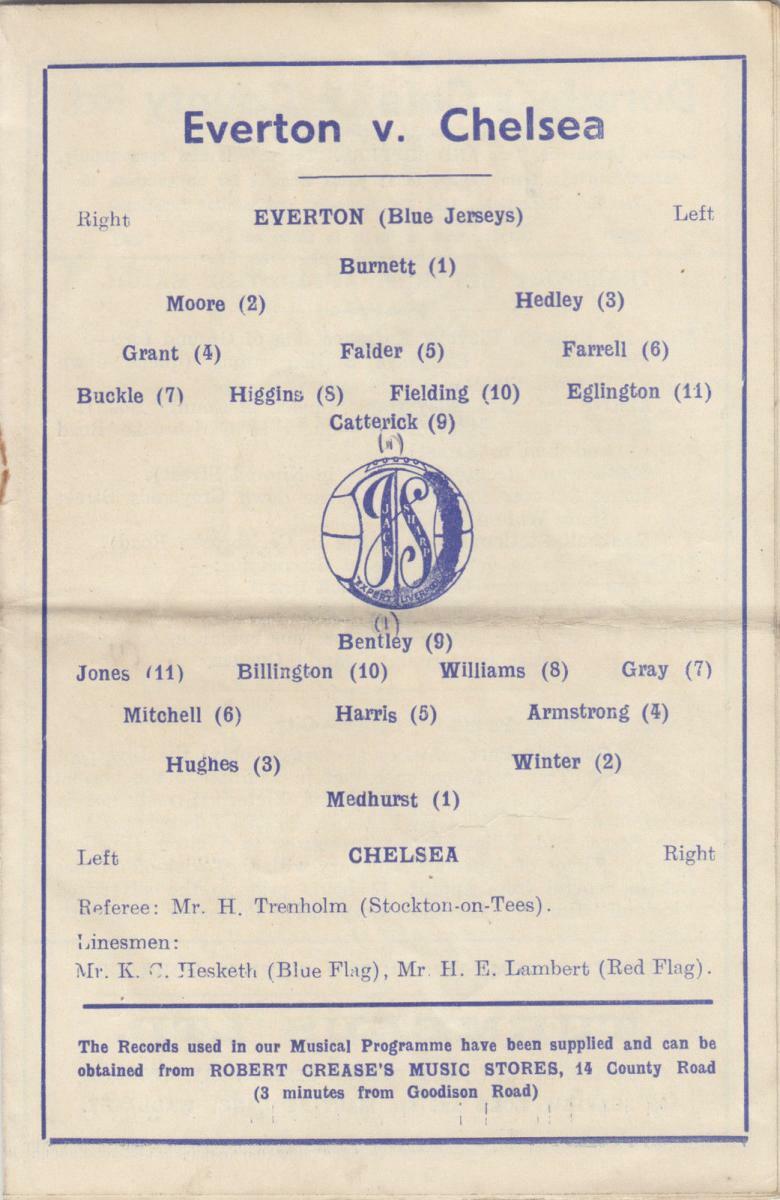 Everton v. Chelsea
Right EVERTON (Blue Jerseys) Left
Burnett (1)
Moore (2) Hedley (3)
Grant (4) Falder (5) Farrell (6)
Buckle (7) Higgins (8) Fielding (10) Eglington (11)
Catterick (9)
JS
JACK SHARP
EXPERT LIVERPOOL
(1)
Bentley (9)
Jones (11) Billington (10) Williams (8) Gray (7)
Mitchell (6) Harris (5) Armstrong (4)
Hughes (3) Winter (2)
Medhurst (1)
Left CHELSEA Right
Referee: Mr. H. Trenholm (Stockton-on-Tees).
Linesmen:
Mr. K. C. Hesketh (Blue Flag), Mr. H. E. Lambert (Red Flag).
The Records used in our Musical Programme have been supplied and can be
obtained from ROBERT CREASE'S MUSIC STORES, 14 County Road
(3 minutes from Goodison Road)